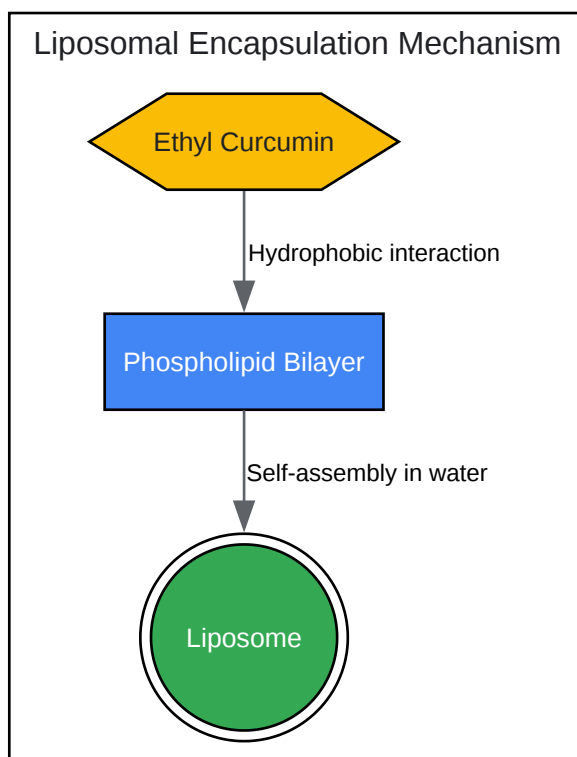 Liposomal Encapsulation Mechanism
Ethyl Curcumin
Hydrophobic interaction
Phospholipid Bilayer
Self-assembly in water
Liposome